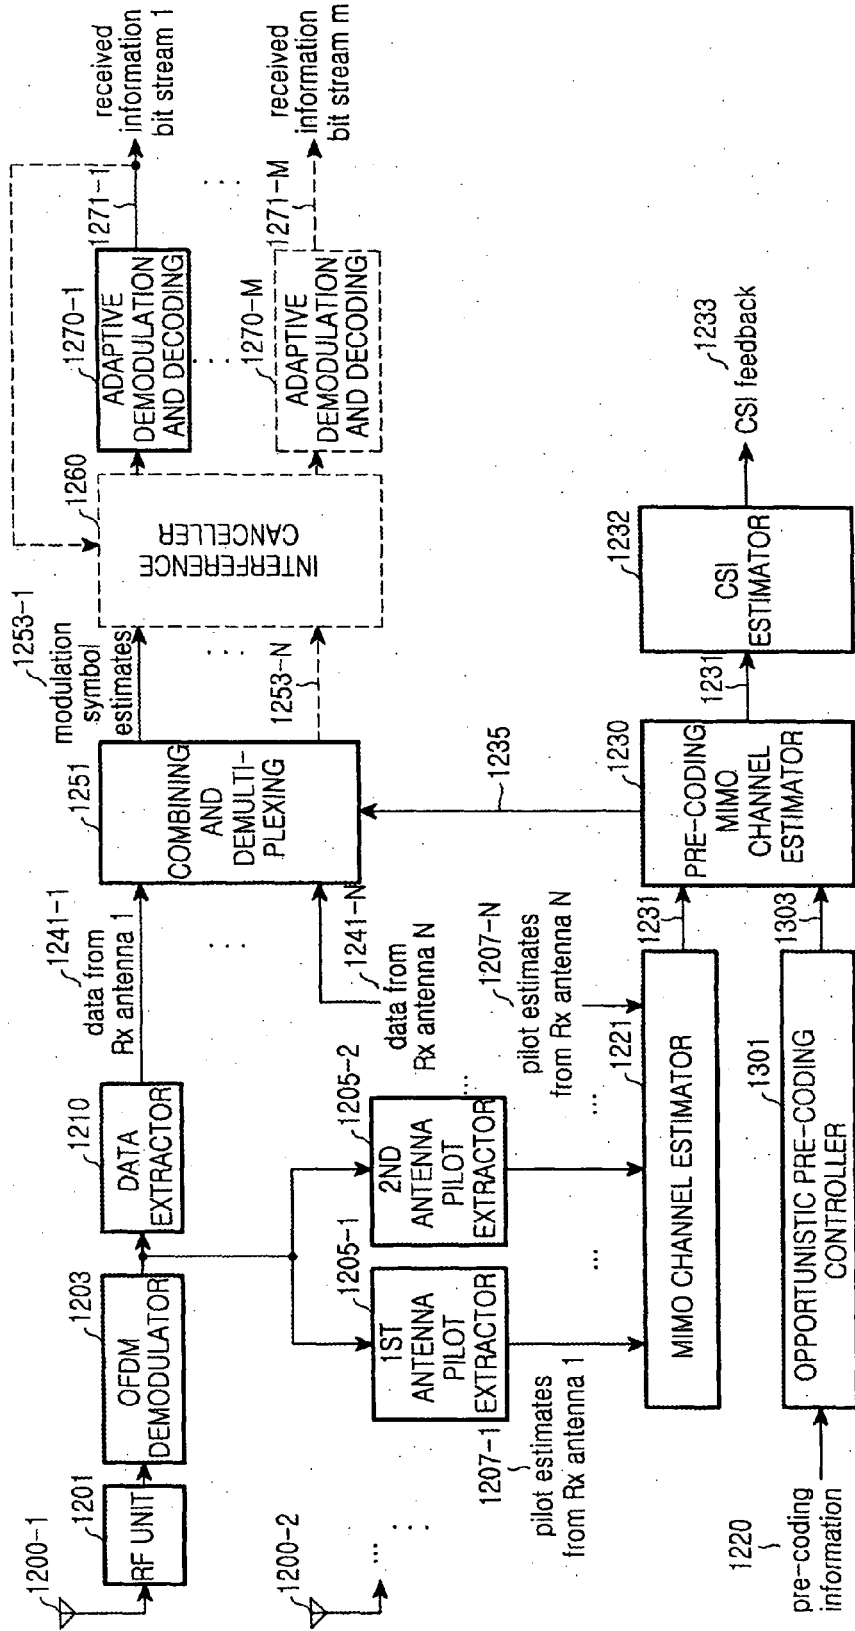 1200-1
1201
RF UNIT
1203
OFDM
DEMODULATOR
1210
DATA
EXTRACTOR
1241-1
data from
Rx antenna 1
1251
COMBINING
AND
DEMULTI-
PLEXING
1253-1
modulation
symbol
estimates
1260
INTERFERENCE
CANCELLER
1270-1
ADAPTIVE
DEMODULATION
AND DECODING
1271-1
received
information
bit stream 1
1253-N
1270-M
ADAPTIVE
DEMODULATION
AND DECODING
1271-M
received
information
bit stream m
1200-2
1205-1
1ST
ANTENNA
PILOT
EXTRACTOR
1205-2
2ND
ANTENNA
PILOT
EXTRACTOR
1241-N
data from
Rx antenna N
1207-1
pilot estimates
from Rx antenna 1
1207-N
pilot estimates
from Rx antenna N
1221
MIMO CHANNEL ESTIMATOR
1231
1235
1230
PRE-CODING
MIMO
CHANNEL
ESTIMATOR
1231
1232
CSI
ESTIMATOR
1233
CSI feedback
1220
pre-coding
information
1301
OPPORTUNISTIC PRE-CODING
CONTROLLER
1303